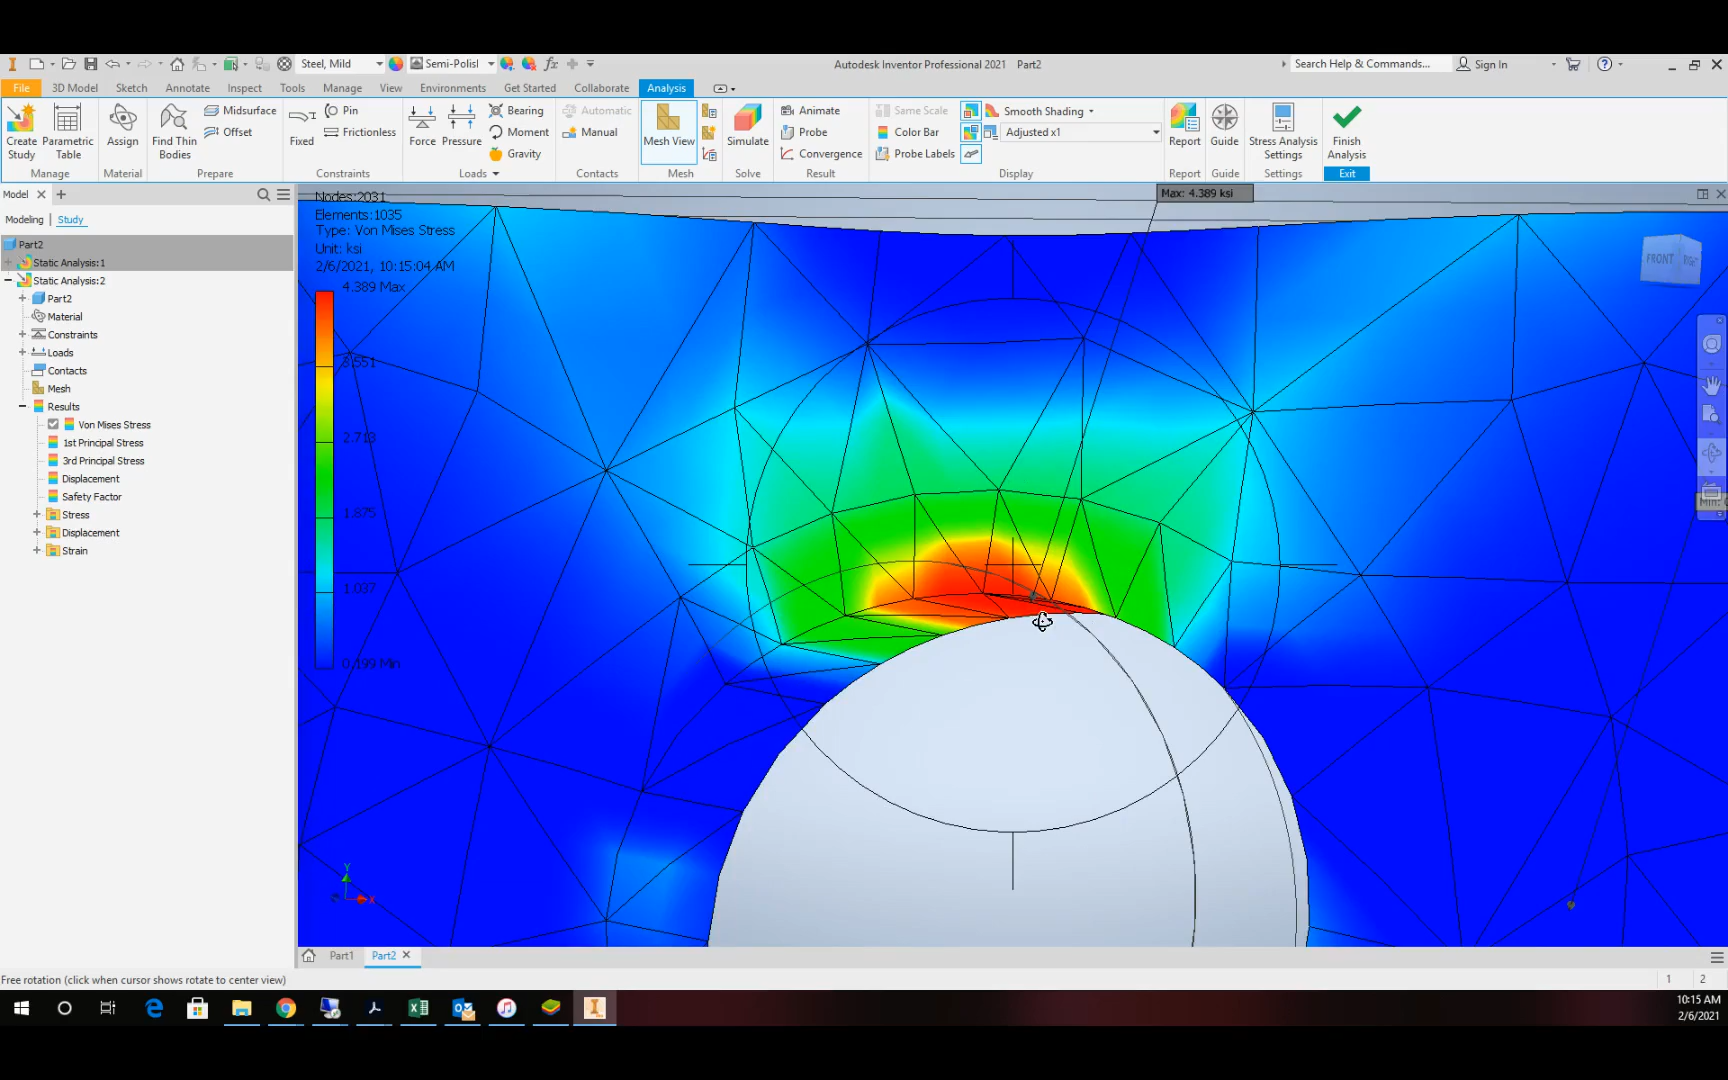 Steel, Mild
Semi-Polisl
Autodesk Inventor Professional 2021 Part2
Search Help & Commands...
Sign In
File 3D Model Sketch Annotate Inspect Tools Manage View Environments Get Started Collaborate Analysis
Create Study
Parametric Table
Manage
Assign
Material
Find Thin Bodies
Midsurface
Offset
Prepare
Fixed
Pin
Frictionless
Constraints
Force
Pressure
Bearing
Moment
Gravity
Loads
Automatic
Manual
Contacts
Mesh View
Mesh
Simulate
Solve
Animate
Probe
Convergence
Result
Same Scale
Color Bar
Probe Labels
Smooth Shading
Adjusted x1
Display
Report
Report
Guide
Guide
Stress Analysis Settings
Settings
Finish Analysis
Exit
Model
Modeling Study
Part2
Static Analysis:1
Static Analysis:2
Part2
Material
Constraints
Loads
Contacts
Mesh
Results
Von Mises Stress
1st Principal Stress
3rd Principal Stress
Displacement
Safety Factor
Stress
Displacement
Strain
Nodes:2031
Elements:1035
Type: Von Mises Stress
Unit: ksi
2/6/2021, 10:15:04 AM
4.389 Max
3.551
2.713
1.875
1.037
0.199 Min
Max: 4.389 ksi
FRONT
Min:
Y
X
Part1
Part2
Free rotation (click when cursor shows rotate to center view)
1 2
10:15 AM
2/6/2021